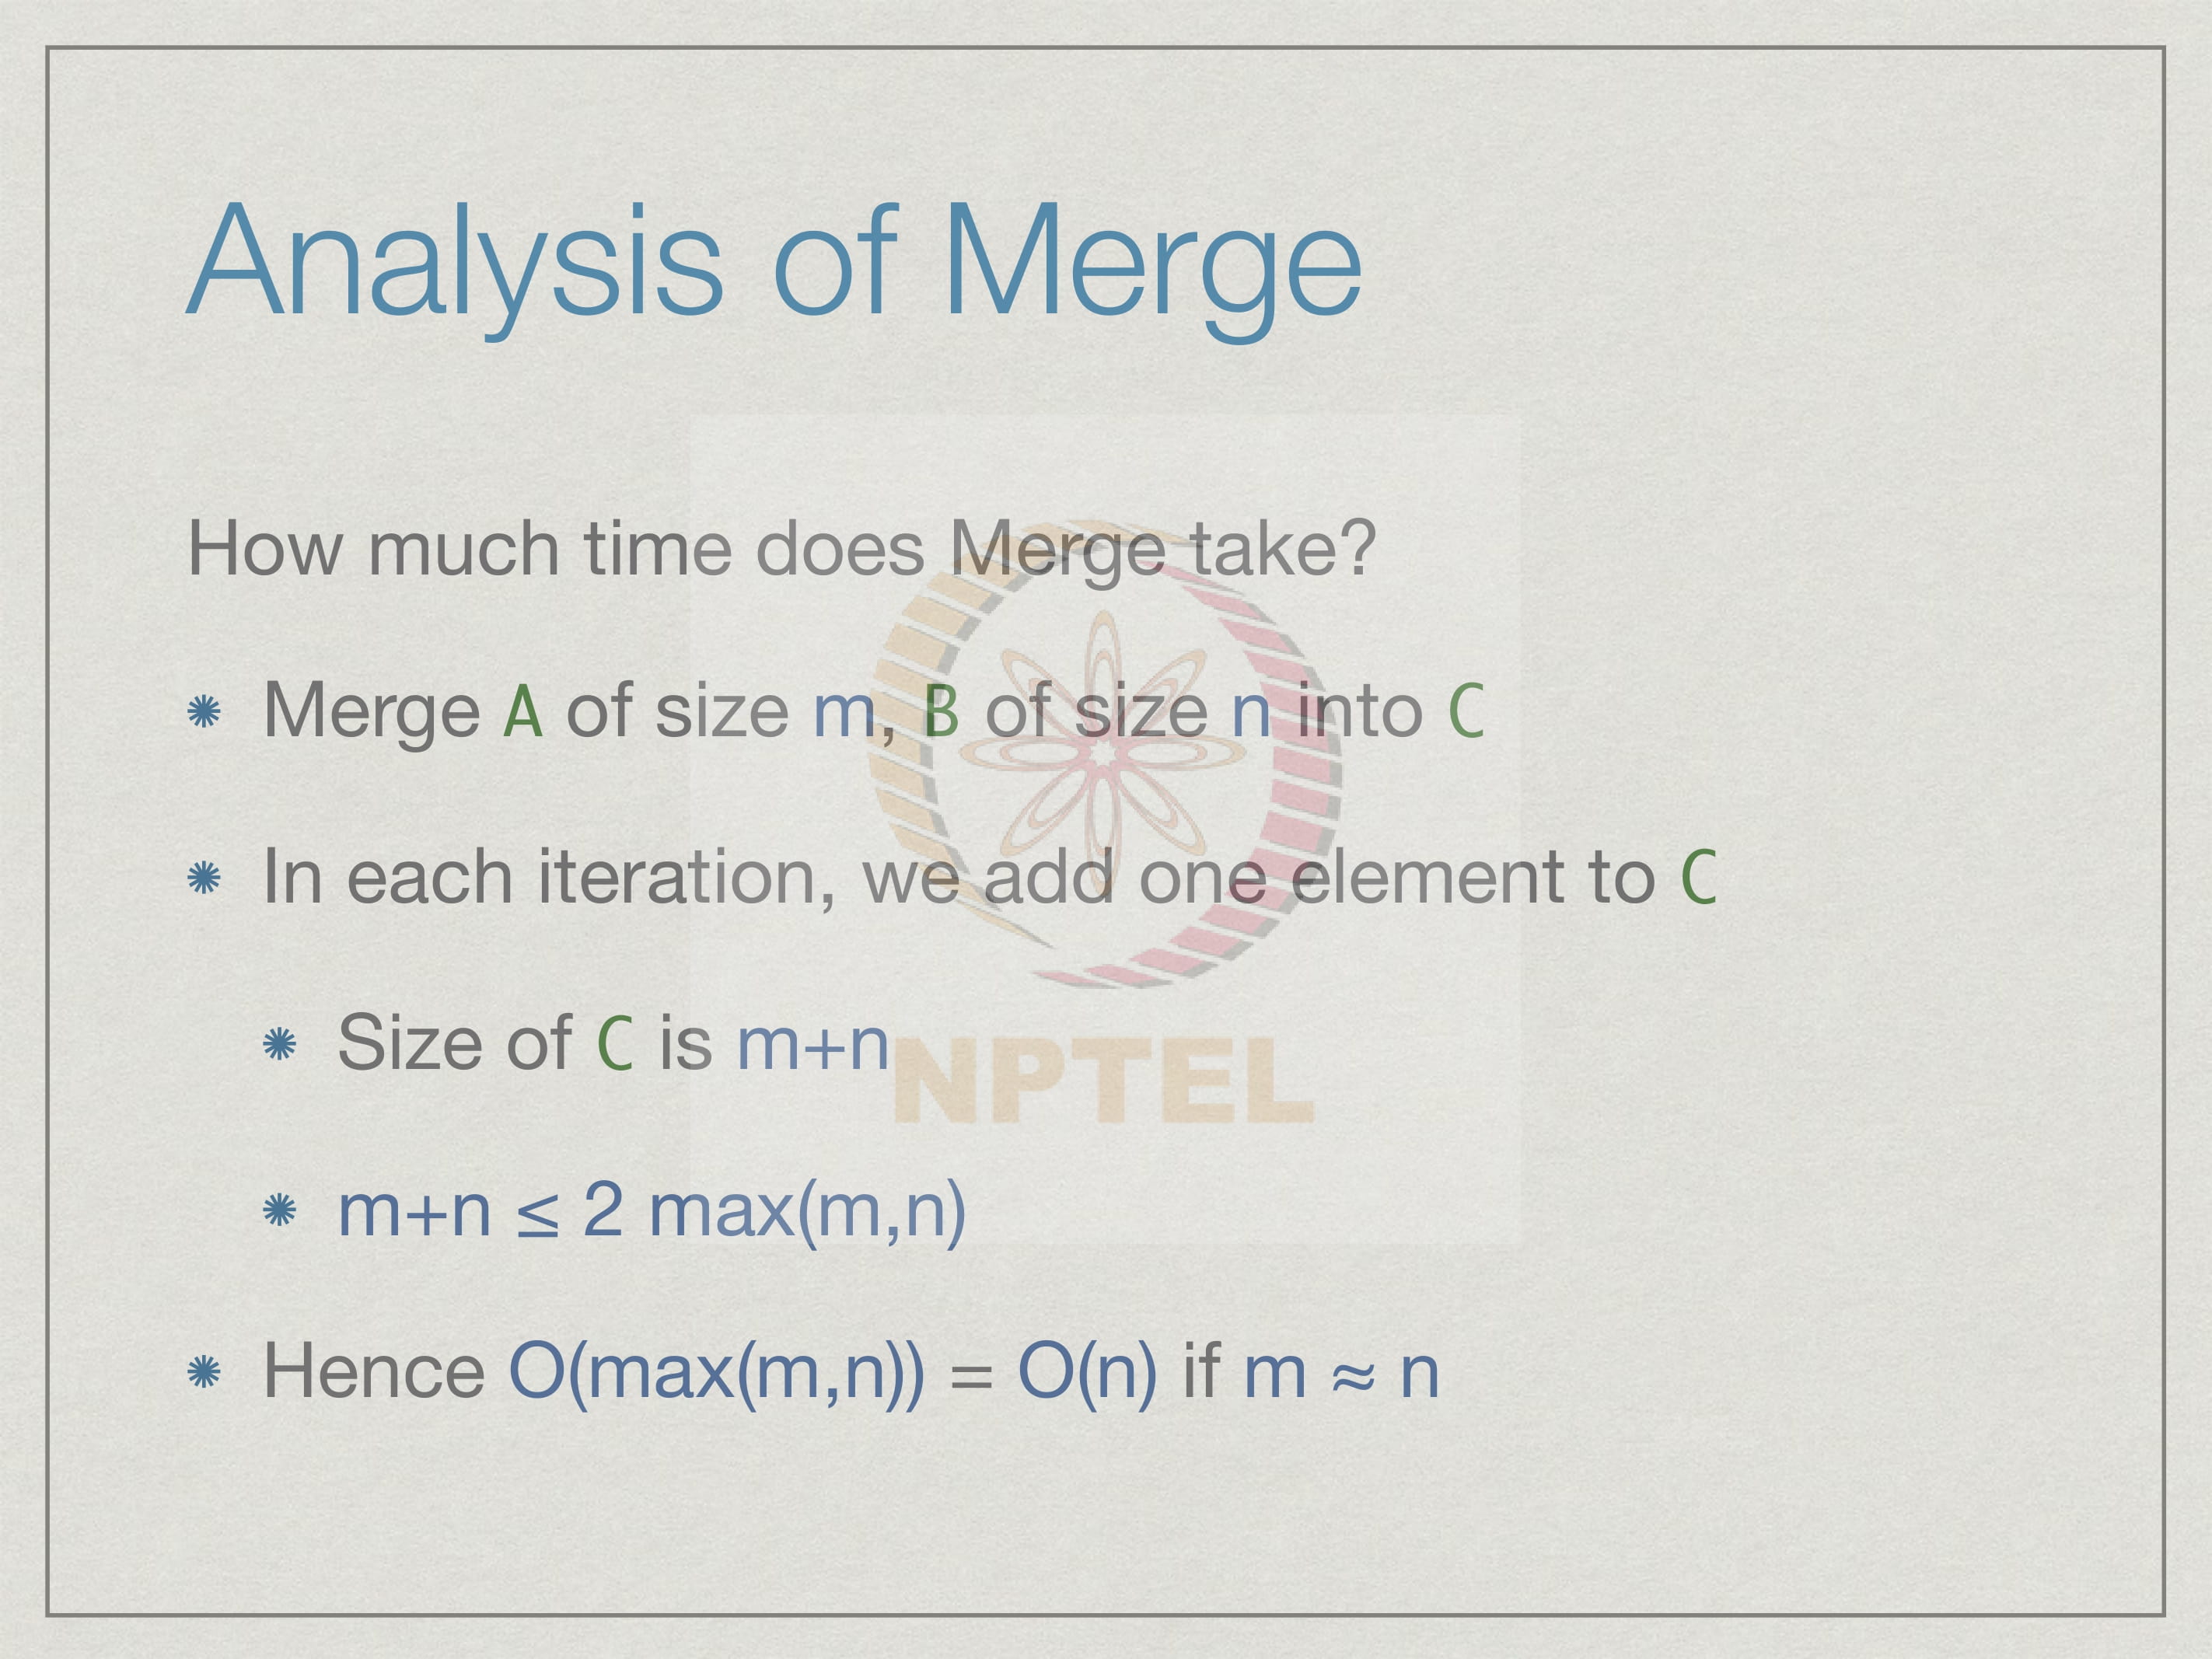 Analysis of Merge
How much time does Merge take?
Merge A of size m, B of size n into C
In each iteration, we add one element to C
Size of C is m+n
NPTEL
m+n ≤ 2 max(m,n)
Hence O(max(m,n)) = O(n) if m ≈ n